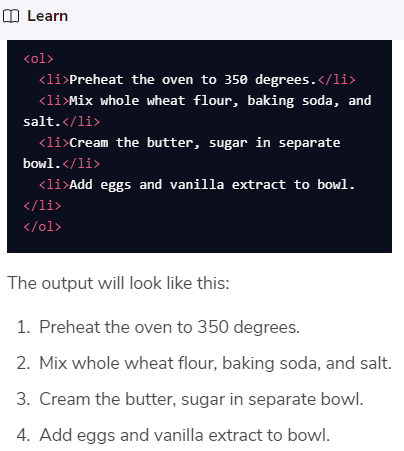 Learn
<ol>
<li>Preheat the oven to 350 degrees.</li>
<li>Mix whole wheat flour, baking soda, and
salt.</li>
<li>Cream the butter, sugar in separate
bowl.</li>
<li>Add eggs and vanilla extract to bowl.
</li>
</ol>
The output will look like this:
1. Preheat the oven to 350 degrees.
2. Mix whole wheat flour, baking soda, and salt.
3. Cream the butter, sugar in separate bowl.
4. Add eggs and vanilla extract to bowl.